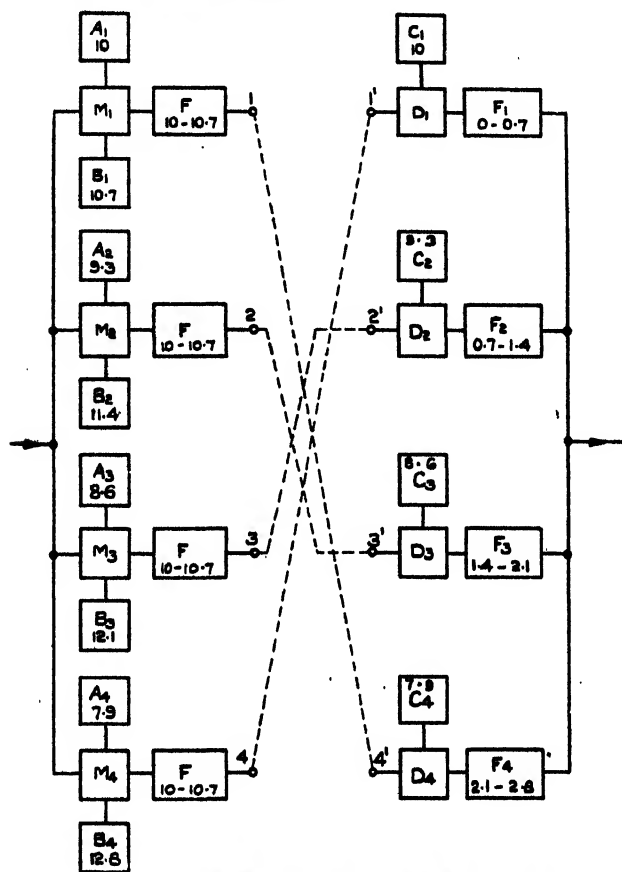 A1
10
C1
10
M1
F
10-10.7
1
1'
D1
F1
0-0.7
B1
10.7
A2
9.3
9.3
C2
M2
F
10-10.7
2
2'
D2
F2
0.7-1.4
B2
11.4
A3
8.6
8.6
C3
M3
F
10-10.7
3
3'
D3
F3
1.4-2.1
B3
12.1
A4
7.9
7.9
C4
M4
F
10-10.7
4
4'
D4
F4
2.1-2.8
B4
12.8